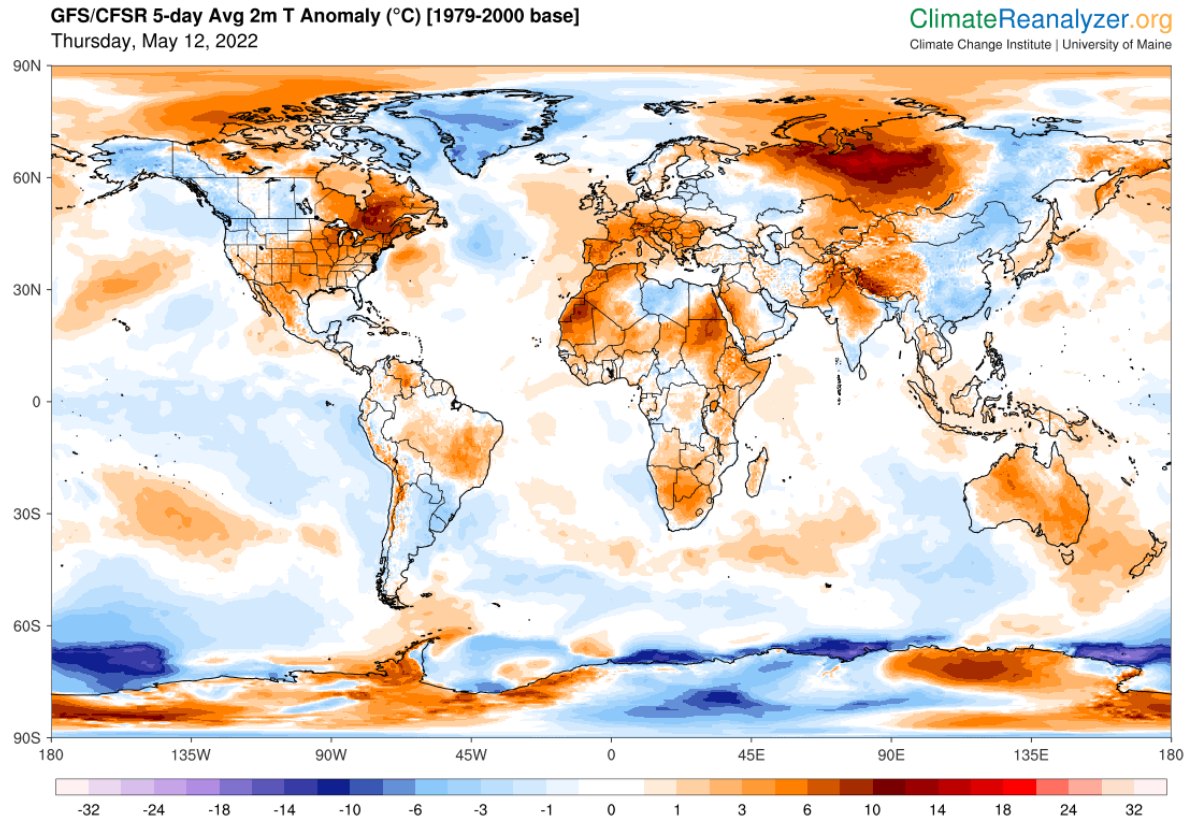 GFS/CFSR 5-day Avg 2m T Anomaly (°C) [1979-2000 base]
Thursday, May 12, 2022
ClimateReanalyzer.org
Climate Change Institute | University of Maine
90N
60N
30N
0
30S
60S
90S
180 135W 90W 45W 0 45E 90E 135E 180
-32 -24 -18 -14 -10 -6 -3 -1 0 1 3 6 10 14 18 24 32